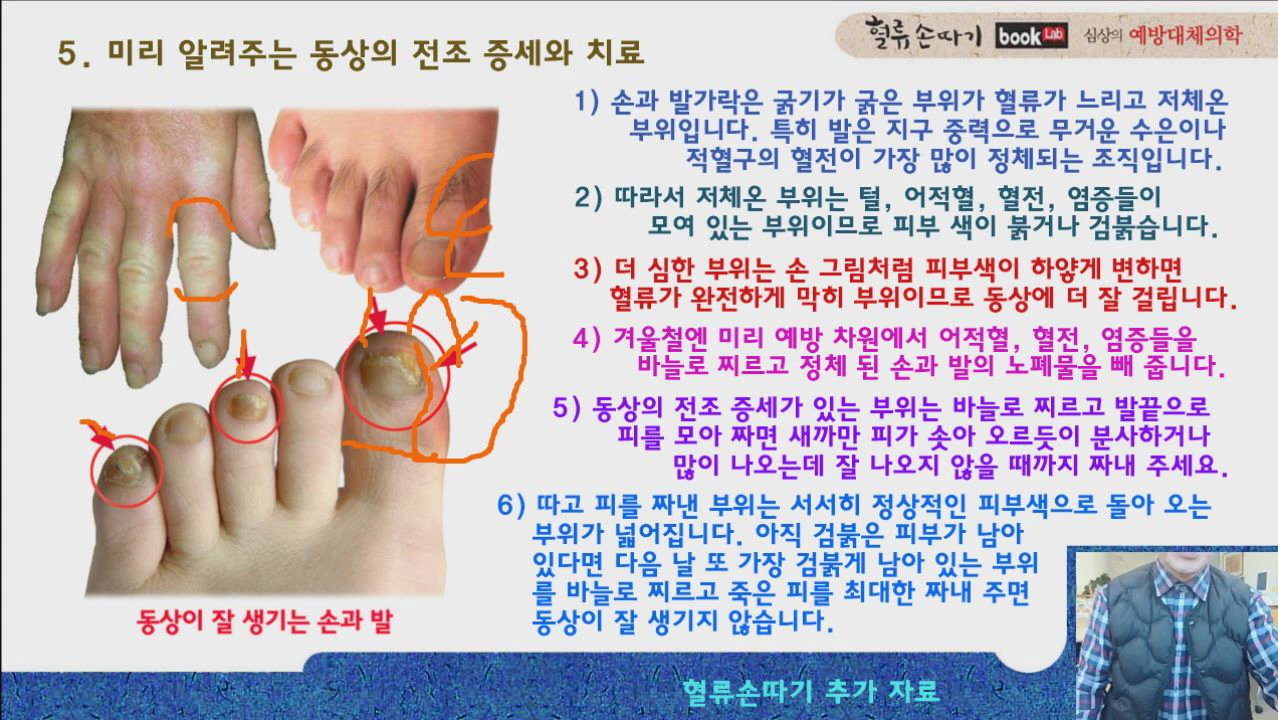 5. 미리 알려주는 동상의 전조 증세와 치료
혈류손따기 book Lab 심상의 예방대체의학
1) 손과 발가락은 굵기가 굵은 부위가 혈류가 느리고 저체온
부위입니다. 특히 발은 지구 중력으로 무거운 수은이나
적혈구의 혈전이 가장 많이 정체되는 조직입니다.
2) 따라서 저체온 부위는 털, 어적혈, 혈전, 염증들이
모여 있는 부위이므로 피부 색이 붉거나 검붉습니다.
3) 더 심한 부위는 손 그림처럼 피부색이 하얗게 변하면
혈류가 완전하게 막히 부위이므로 동상에 더 잘 걸립니다.
4) 겨울철엔 미리 예방 차원에서 어적혈, 혈전, 염증들을
바늘로 찌르고 정체 된 손과 발의 노폐물을 빼 줍니다.
5) 동상의 전조 증세가 있는 부위는 바늘로 찌르고 발끝으로
피를 모아 짜면 새까만 피가 솟아 오르듯이 분사하거나
많이 나오는데 잘 나오지 않을 때까지 짜내 주세요.
6) 따고 피를 짜낸 부위는 서서히 정상적인 피부색으로 돌아 오는
부위가 넓어집니다. 아직 검붉은 피부가 남아
있다면 다음 날 또 가장 검붉게 남아 있는 부위
를 바늘로 찌르고 죽은 피를 최대한 짜내 주면
동상이 잘 생기지 않습니다.
동상이 잘 생기는 손과 발
혈류손따기 추가 자료